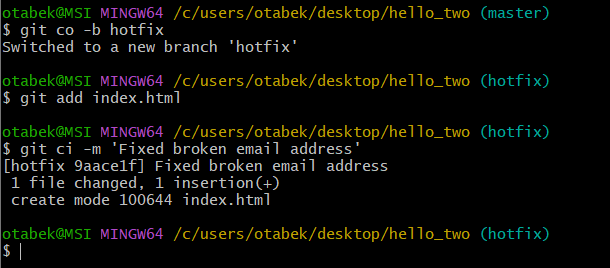 otabek@MSI MINGW64 /c/users/otabek/desktop/hello_two (master)
$ git co -b hotfix
Switched to a new branch 'hotfix'
otabek@MSI MINGW64 /c/users/otabek/desktop/hello_two (hotfix)
$ git add index.html
otabek@MSI MINGW64 /c/users/otabek/desktop/hello_two (hotfix)
$ git ci -m 'Fixed broken email address'
[hotfix 9aace1f] Fixed broken email address
1 file changed, 1 insertion(+)
create mode 100644 index.html
otabek@MSI MINGW64 /c/users/otabek/desktop/hello_two (hotfix)
$